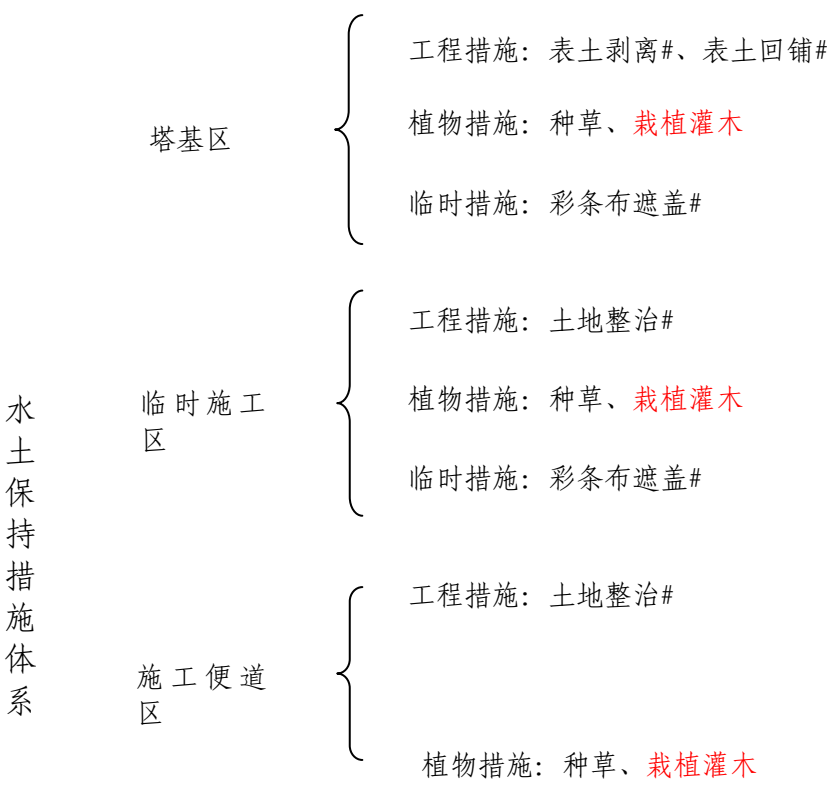 水土保持措施体系
塔基区
工程措施：表土剥离#、表土回铺#
植物措施：种草、栽植灌木
临时措施：彩条布遮盖#
临时施工
区
工程措施：土地整治#
植物措施：种草、栽植灌木
临时措施：彩条布遮盖#
施工便道
区
工程措施：土地整治#
植物措施：种草、栽植灌木